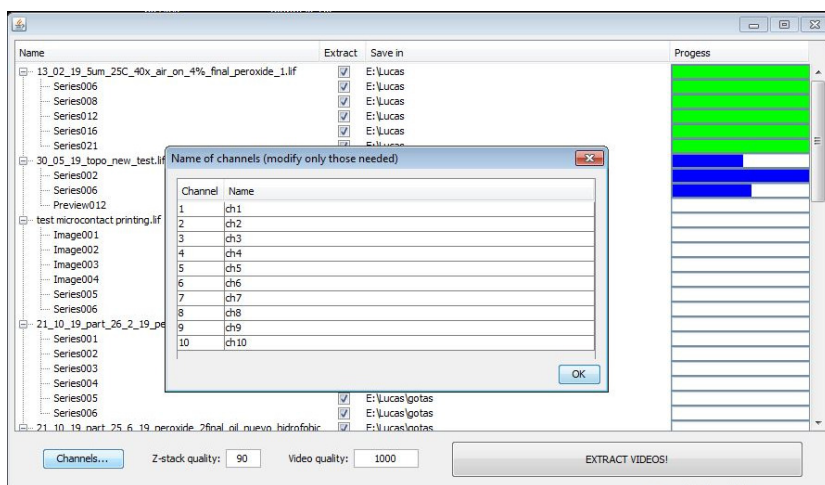 Name Extract Save in Progess
13_02_19_5um_25C_40x_air_on_4%_final_peroxide_1.lif E:\Lucas
Series006 E:\Lucas
Series008 E:\Lucas
Series012 E:\Lucas
Series016 E:\Lucas
Series021 E:\Lucas
30_05_19_topo_new_test.lif
Series002
Series006
Preview012
test microcontact printing.lif
Image001
Image002
Image003
Image004
Series005
Series006
21_10_19_part_26_2_19_pe
Series001
Series002
Series003
Series004
Series005 E:\Lucas\gotas
Series006 E:\Lucas\gotas
21_10_19_part_25_6_19_peroxide_2final_oil_nuevo_hidrofobic E:\Lucas\gotas
Name of channels (modify only those needed)
Channel Name
1 ch1
2 ch2
3 ch3
4 ch4
5 ch5
6 ch6
7 ch7
8 ch8
9 ch9
10 ch10
OK
Channels... Z-stack quality: 90 Video quality: 1000 EXTRACT VIDEOS!